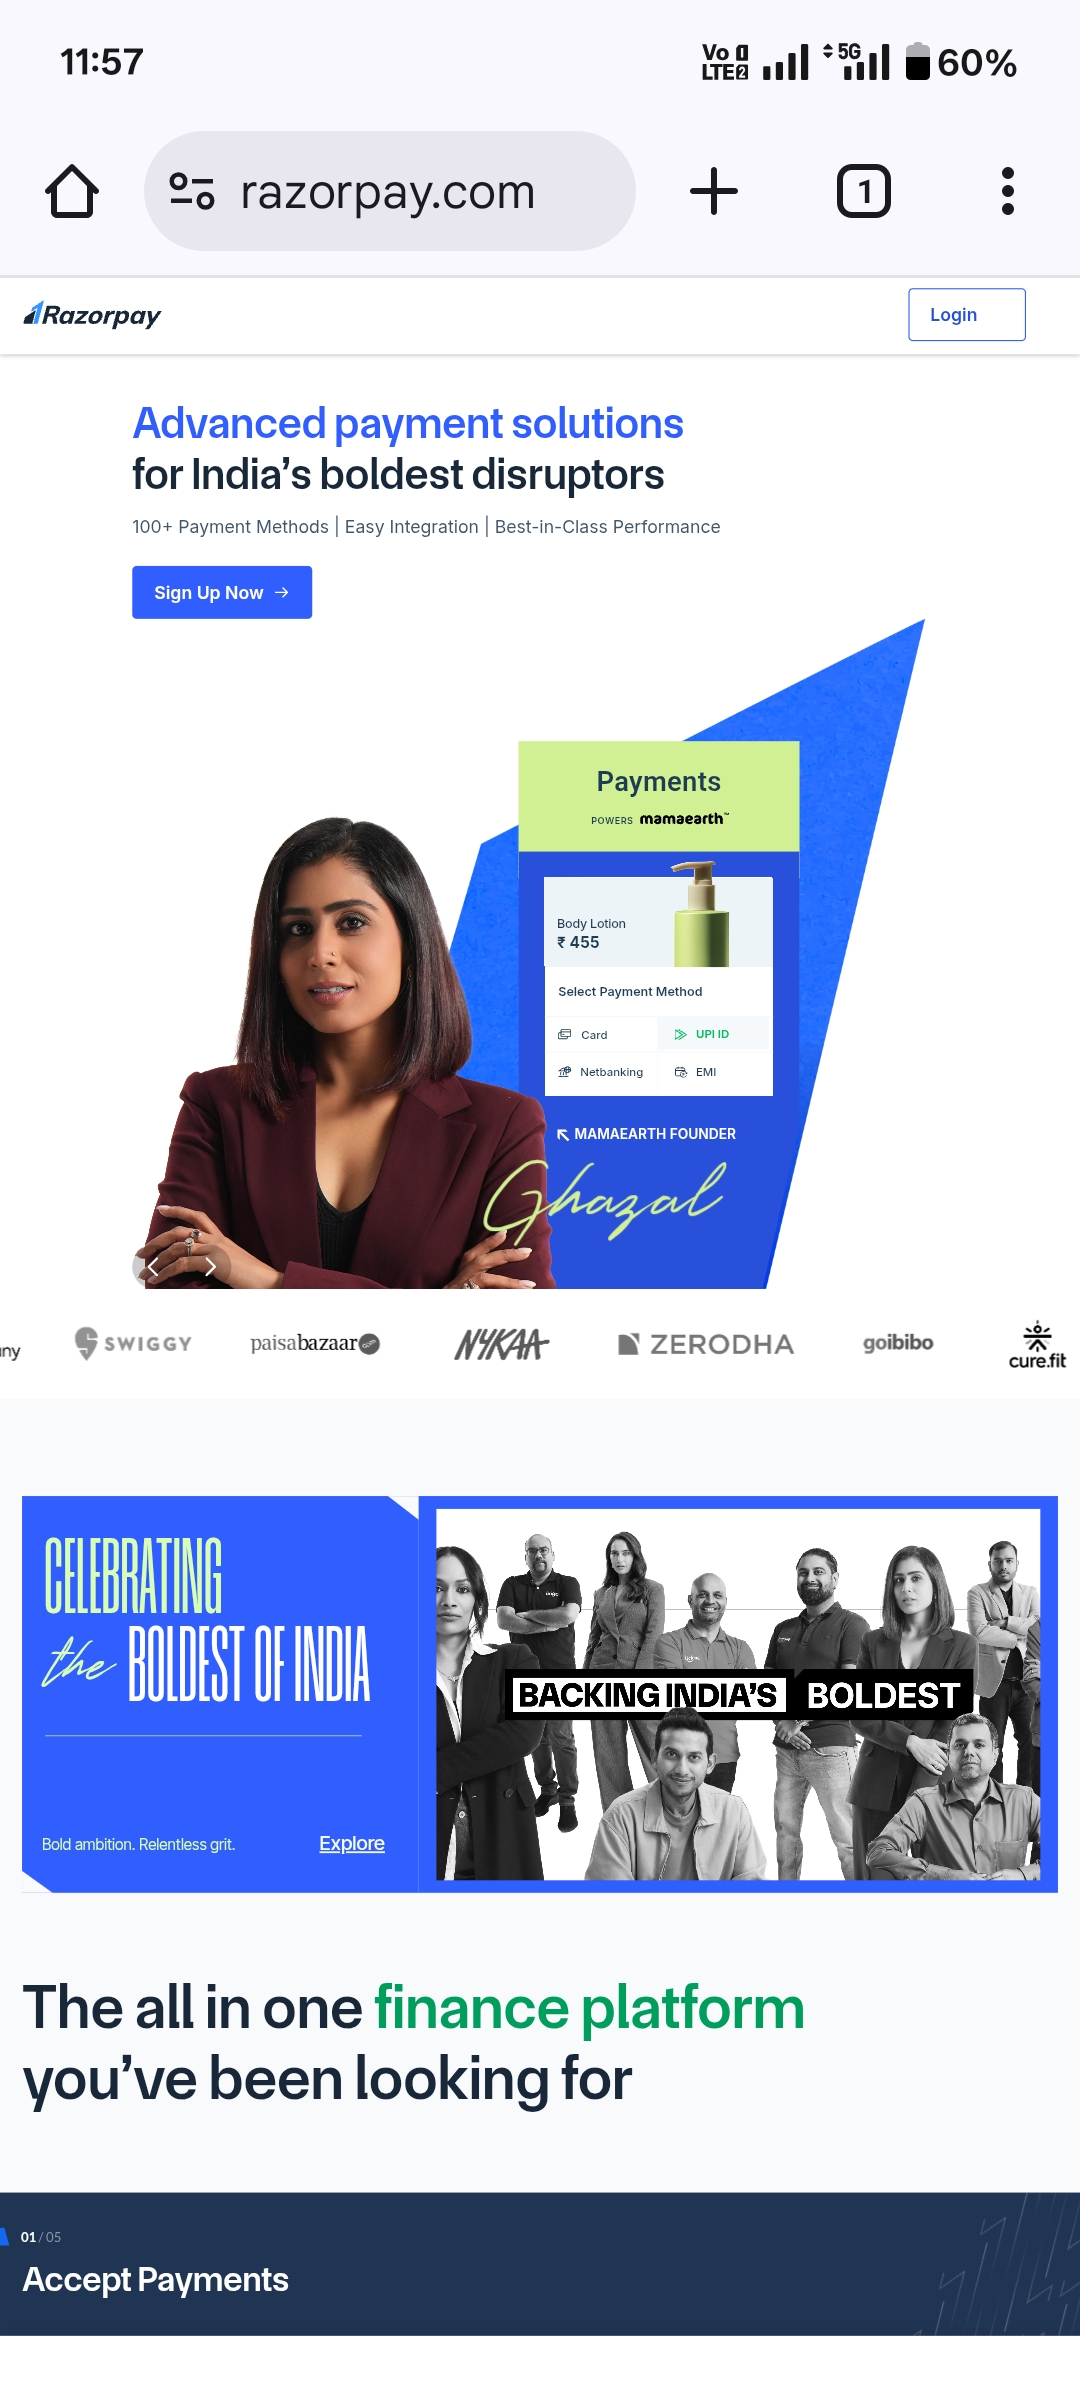 11:57
Vo 1
LTE 2
5G
60%
razorpay.com
1
Razorpay
Login
Advanced payment solutions
for India’s boldest disruptors
100+ Payment Methods | Easy Integration | Best-in-Class Performance
Sign Up Now →
Payments
POWERS mamaearth™
Body Lotion
₹ 455
Select Payment Method
Card
UPI ID
Netbanking
EMI
MAMAEARTH FOUNDER
Ghazal
ny
SWIGGY
paisabazaar.com
NYKAA
ZERODHA
goibibo
cure.fit
CELEBRATING
the BOLDEST OF INDIA
Bold ambition. Relentless grit.
Explore
BACKING INDIA’S BOLDEST
The all in one finance platform
you’ve been looking for
01 / 05
Accept Payments